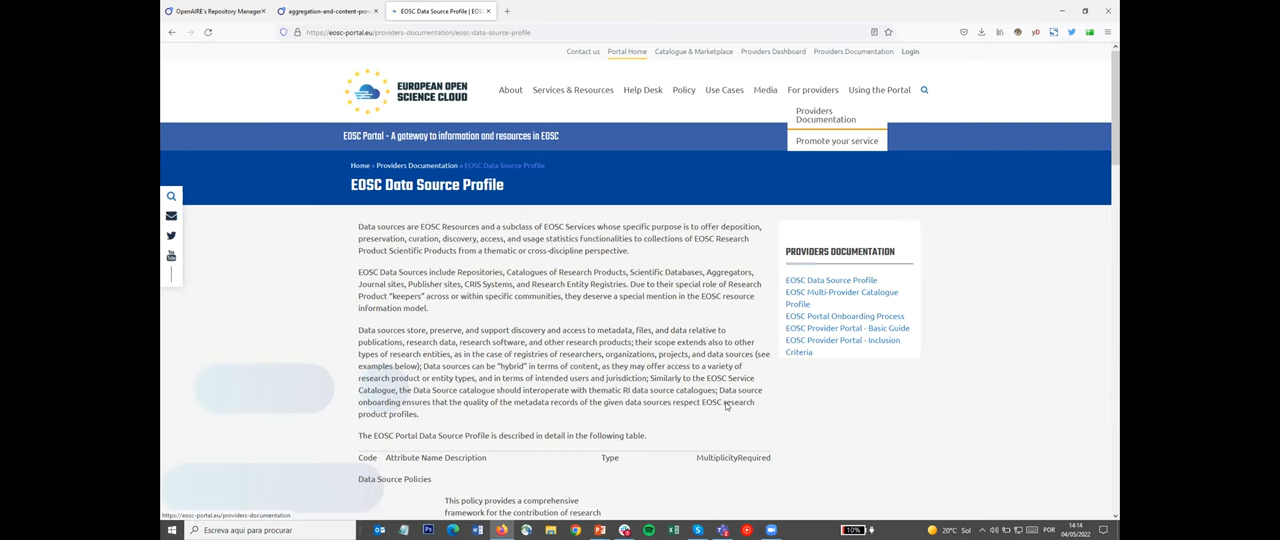 OpenAIRE's Repository Manager
aggregation-and-content-prov
EOSC Data Source Profile | EOS
https://eosc-portal.eu/providers-documentation/eosc-data-source-profile
Contact us Portal Home Catalogue & Marketplace Providers Dashboard Providers Documentation Login
EUROPEAN OPEN
SCIENCE CLOUD
About Services & Resources Help Desk Policy Use Cases Media For providers Using the Portal
Providers
Documentation
Promote your service
EOSC Portal - A gateway to information and resources in EOSC
Home » Providers Documentation » EOSC Data Source Profile
EOSC Data Source Profile
Data sources are EOSC Resources and a subclass of EOSC Services whose specific purpose is to offer deposition,
preservation, curation, discovery, access, and usage statistics functionalities to collections of EOSC Research
Product Scientific Products from a thematic or cross-discipline perspective.
EOSC Data Sources include Repositories, Catalogues of Research Products, Scientific Databases, Aggregators,
Journal sites, Publisher sites, CRIS Systems, and Research Entity Registries. Due to their special role of Research
Product "keepers" across or within specific communities, they deserve a special mention in the EOSC resource
information model.
Data sources store, preserve, and support discovery and access to metadata, files, and data relative to
publications, research data, research software, and other research products; their scope extends also to other
types of research entities, as in the case of registries of researchers, organizations, projects, and data sources (see
examples below); Data sources can be "hybrid" in terms of content, as they may offer access to a variety of
research product or entity types, and in terms of intended users and jurisdiction; Similarly to the EOSC Service
Catalogue, the Data Source catalogue should interoperate with thematic RI data source catalogues; Data source
onboarding ensures that the quality of the metadata records of the given data sources respect EOSC research
product profiles.
The EOSC Portal Data Source Profile is described in detail in the following table.
Code Attribute Name Description Type MultiplicityRequired
Data Source Policies
This policy provides a comprehensive
framework for the contribution of research
PROVIDERS DOCUMENTATION
EOSC Data Source Profile
EOSC Multi-Provider Catalogue
Profile
EOSC Portal Onboarding Process
EOSC Provider Portal - Basic Guide
EOSC Provider Portal - Inclusion
Criteria
https://eosc-portal.eu/providers-documentation
Escreva aqui para procurar
10%
20°C Sol
POR
14:14
04/05/2022